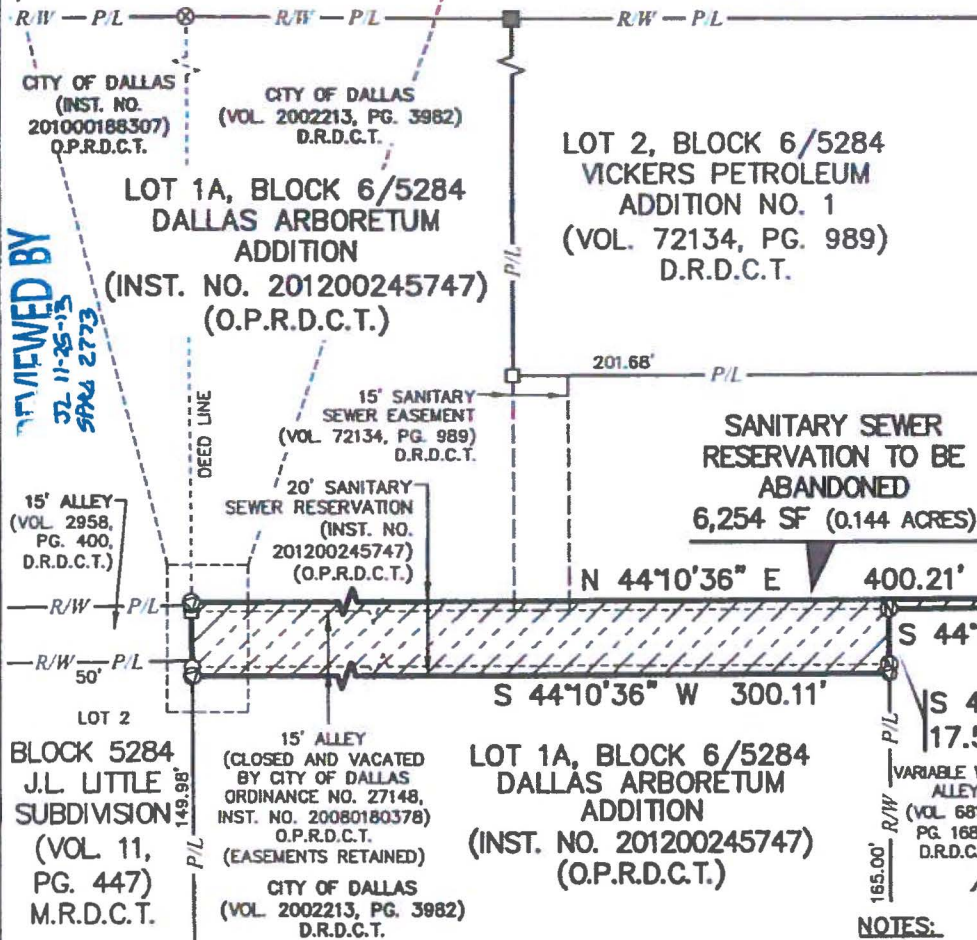 R/W — P/L
R/W — P/L
R/W — P/L
CITY OF DALLAS
(INST. NO.
201000188307)
O.P.R.D.C.T.
CITY OF DALLAS
(VOL. 2002213, PG. 3982)
D.R.D.C.T.
LOT 1A, BLOCK 6/5284
DALLAS ARBORETUM
ADDITION
(INST. NO. 201200245747)
(O.P.R.D.C.T.)
LOT 2, BLOCK 6/5284
VICKERS PETROLEUM
ADDITION NO. 1
(VOL. 72134, PG. 989)
D.R.D.C.T.
P/L
JL 11-25-13
2773
DEED LINE
201.68'
P/L
15' SANITARY
SEWER EASEMENT
(VOL. 72134, PG. 989)
D.R.D.C.T.
SANITARY SEWER
RESERVATION TO BE
ABANDONED
6,254 SF (0.144 ACRES)
15' ALLEY
(VOL. 2958,
PG. 400,
D.R.D.C.T.)
20' SANITARY
SEWER RESERVATION
(INST. NO.
201200245747)
(O.P.R.D.C.T.)
N 44°10'36" E 400.21'
R/W — P/L
S 44°
R/W — P/L
50'
S 44°10'36" W 300.11'
S 4
17.5
LOT 2
BLOCK 5284
J.L. LITTLE
SUBDIVISION
(VOL. 11,
PG. 447)
M.R.D.C.T.
149.98'
P/L
15' ALLEY
(CLOSED AND VACATED
BY CITY OF DALLAS
ORDINANCE NO. 27148,
INST. NO. 20080180378)
O.P.R.D.C.T.
(EASEMENTS RETAINED)
CITY OF DALLAS
(VOL. 2002213, PG. 3982)
D.R.D.C.T.
LOT 1A, BLOCK 6/5284
DALLAS ARBORETUM
ADDITION
(INST. NO. 201200245747)
(O.P.R.D.C.T.)
165.00'
R/W — P/L
VARIABLE
ALLEY
(VOL. 68
PG. 168
D.R.D.C.
NOTES: